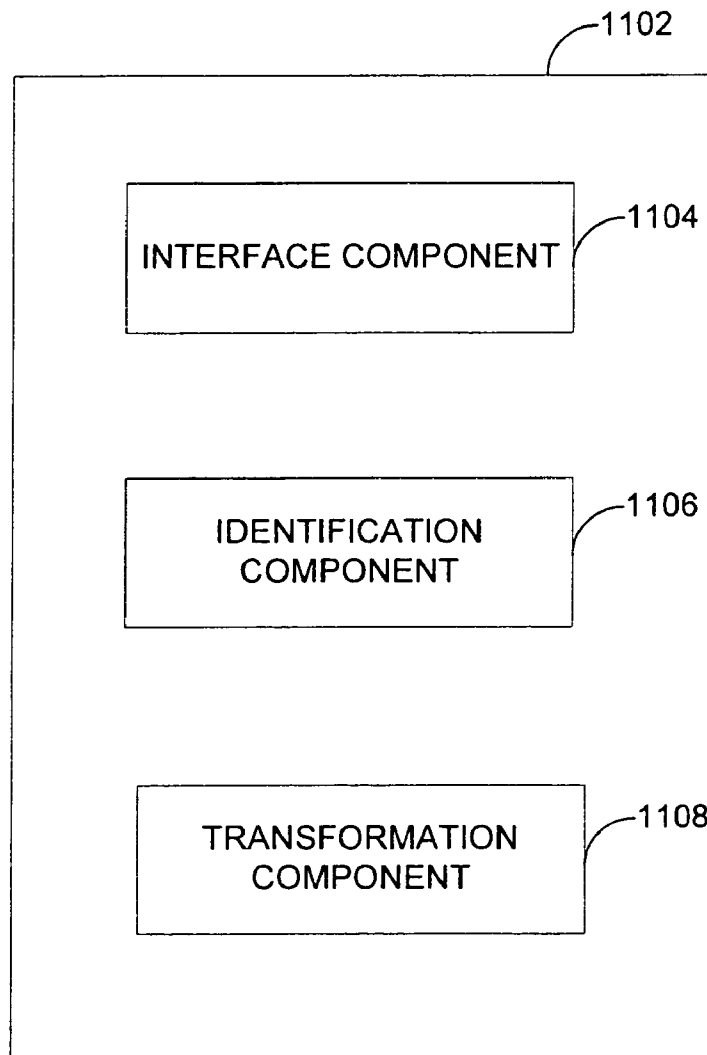 1102
INTERFACE COMPONENT
1104
IDENTIFICATION
COMPONENT
1106
TRANSFORMATION
COMPONENT
1108